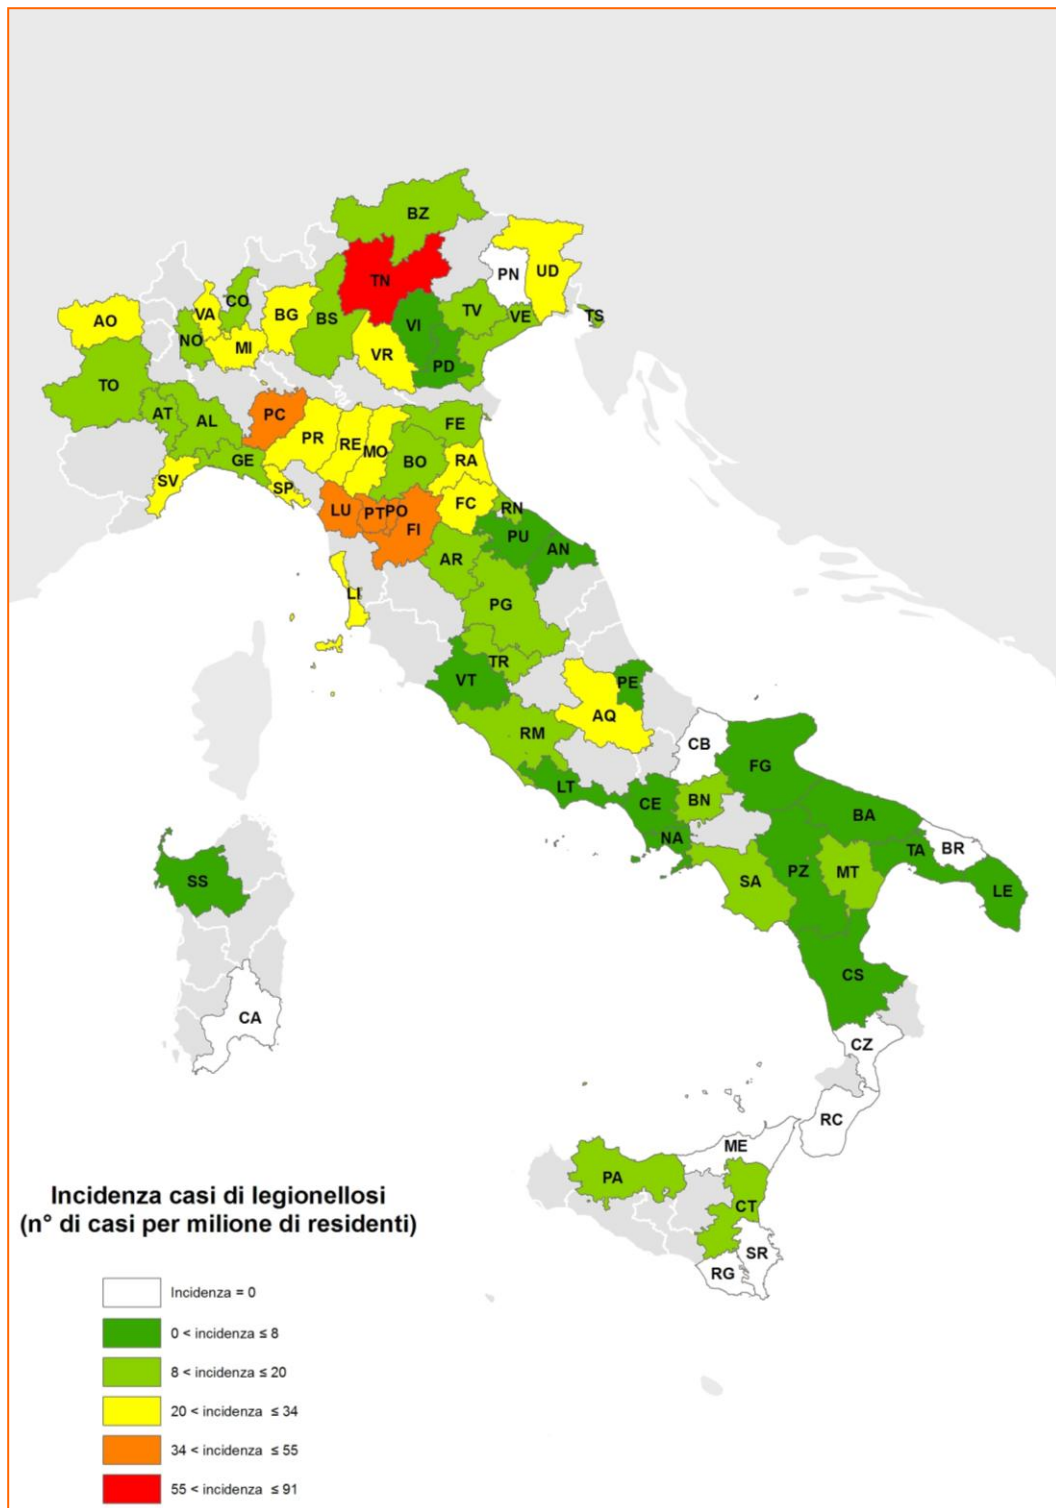 BZ
TN
PN
UD
CO
VA
BG
BS
TV
VE
TS
AO
NO
MI
VI
VR
PD
TO
AT
AL
PC
FE
PR
RE
MO
BO
RA
GE
SV
SP
FC
RN
LU
PT
PO
FI
PU
AN
AR
LI
PG
TR
VT
PE
AQ
RM
CB
FG
LT
CE
BN
BA
NA
TA
BR
SA
PZ
MT
LE
SS
CS
CA
CZ
RC
ME
PA
CT
SR
RG
Incidenza casi di legionellosi
(n° di casi per milione di residenti)
Incidenza = 0
0 < incidenza ≤ 8
8 < incidenza ≤ 20
20 < incidenza ≤ 34
34 < incidenza ≤ 55
55 < incidenza ≤ 91